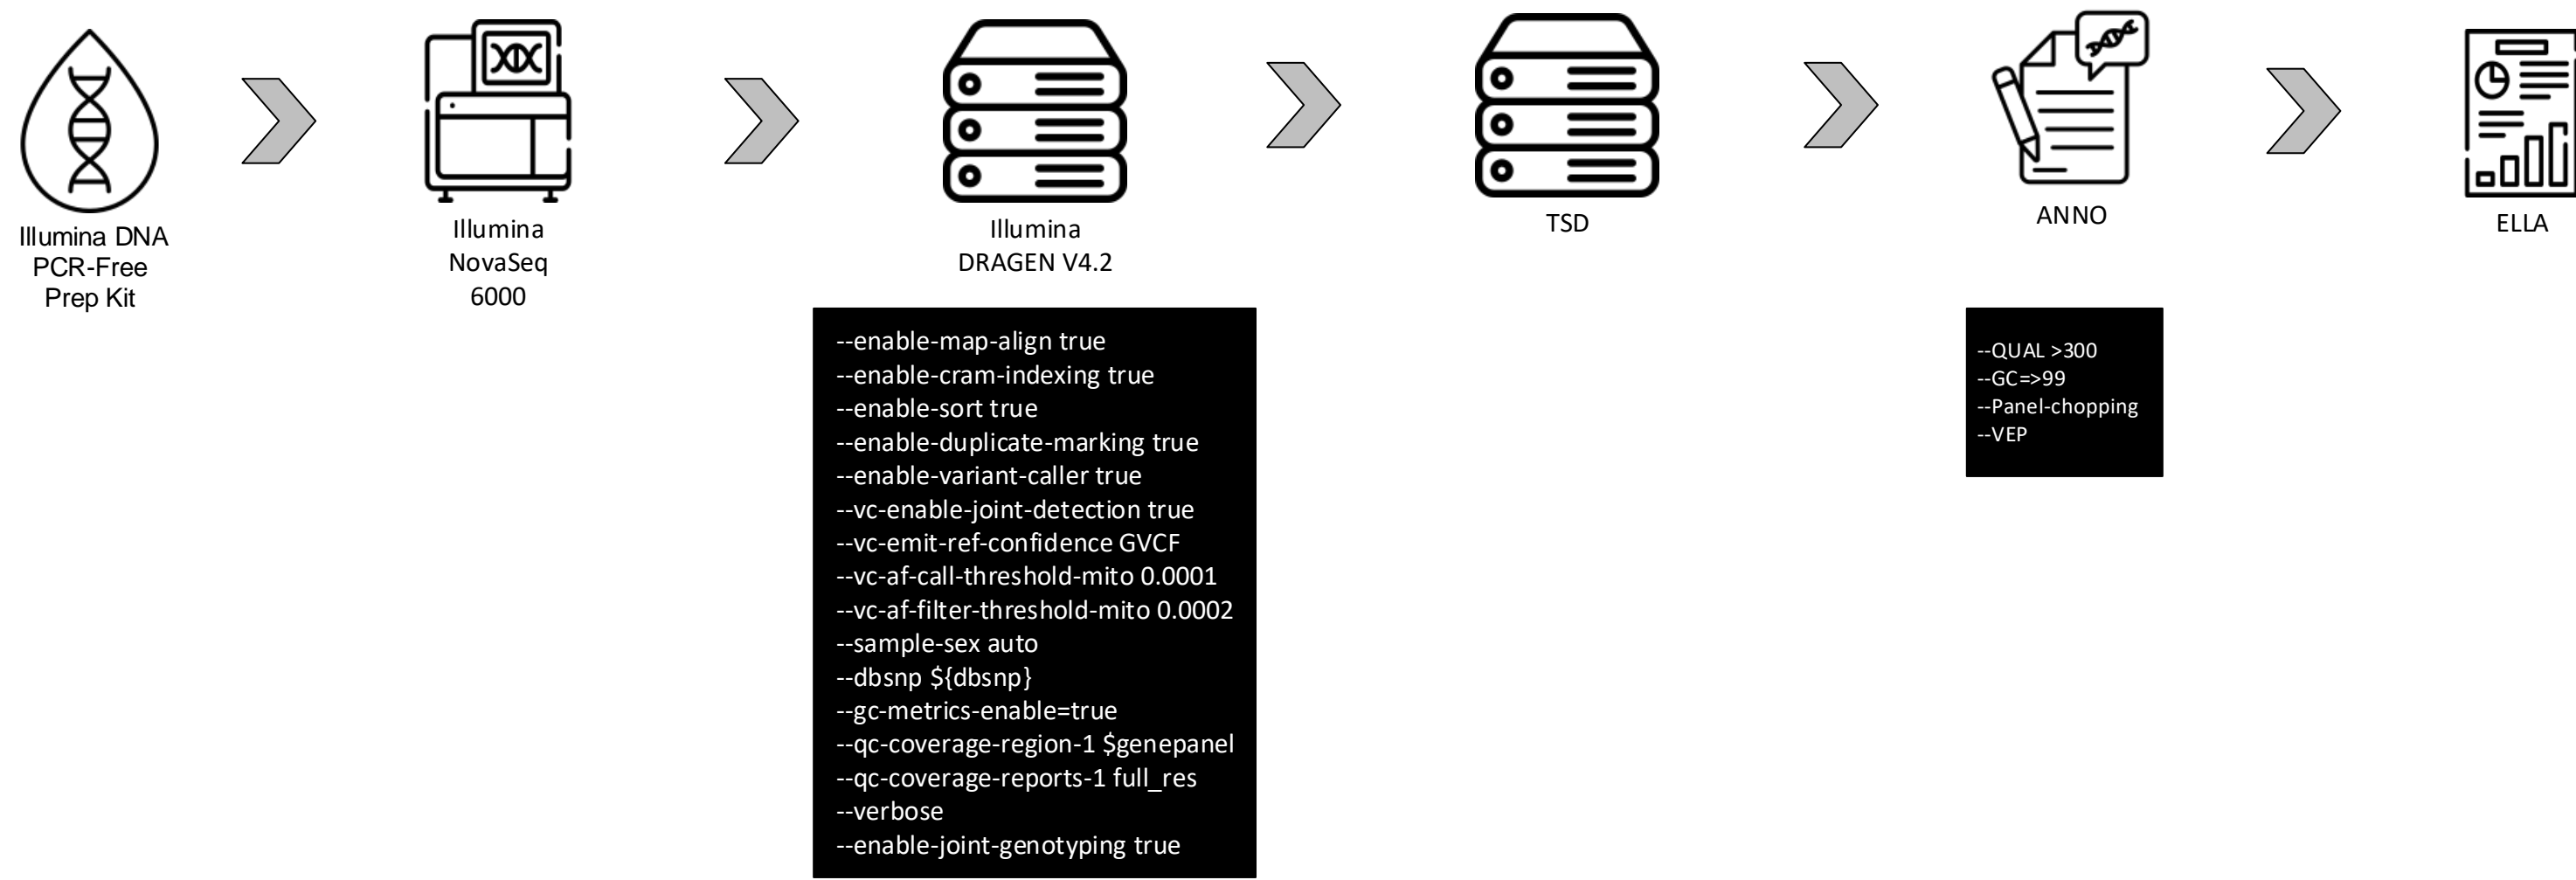 Illumina DNA
PCR-Free
Prep Kit
Illumina
NovaSeq
6000
Illumina
DRAGEN V4.2
TSD
ANNO
ELLA
--enable-map-align true
--enable-cram-indexing true
--enable-sort true
--enable-duplicate-marking true
--enable-variant-caller true
--vc-enable-joint-detection true
--vc-emit-ref-confidence GVCF
--vc-af-call-threshold-mito 0.0001
--vc-af-filter-threshold-mito 0.0002
--sample-sex auto
--dbsnp ${dbsnp}
--gc-metrics-enable=true
--qc-coverage-region-1 $genepanel
--qc-coverage-reports-1 full_res
--verbose
--enable-joint-genotyping true
--QUAL >300
--GC=>99
--Panel-chopping
--VEP